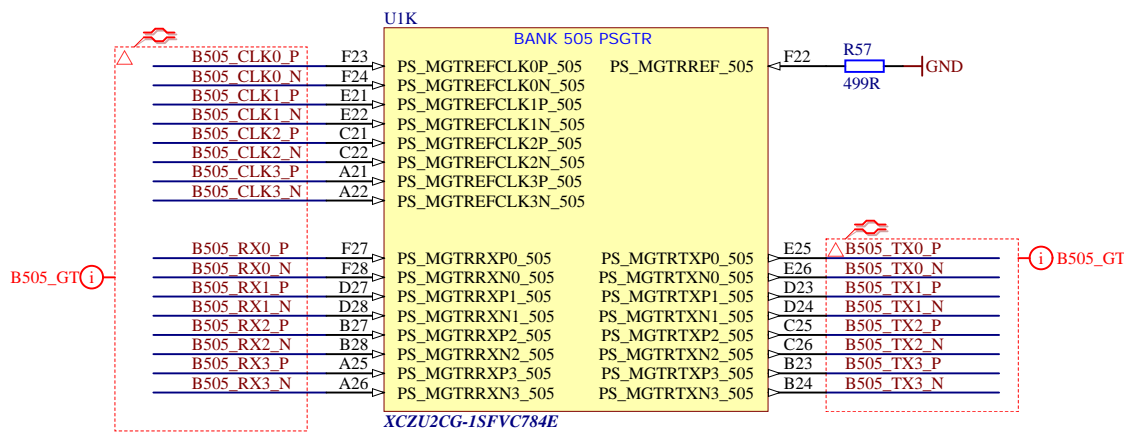 U1K
BANK 505 PSGTR
B505_CLK0_P F23 PS_MGTREFCLK0P_505 PS_MGTRREF_505 F22 R57 499R GND
B505_CLK0_N F24 PS_MGTREFCLK0N_505
B505_CLK1_P E21 PS_MGTREFCLK1P_505
B505_CLK1_N E22 PS_MGTREFCLK1N_505
B505_CLK2_P C21 PS_MGTREFCLK2P_505
B505_CLK2_N C22 PS_MGTREFCLK2N_505
B505_CLK3_P A21 PS_MGTREFCLK3P_505
B505_CLK3_N A22 PS_MGTREFCLK3N_505
B505_RX0_P F27 PS_MGTRRXP0_505 PS_MGTRTXP0_505 E25 B505_TX0_P
B505_GT i B505_RX0_N F28 PS_MGTRRXN0_505 PS_MGTRTXN0_505 E26 B505_TX0_N i B505_GT
B505_RX1_P D27 PS_MGTRRXP1_505 PS_MGTRTXP1_505 D23 B505_TX1_P
B505_RX1_N D28 PS_MGTRRXN1_505 PS_MGTRTXN1_505 D24 B505_TX1_N
B505_RX2_P B27 PS_MGTRRXP2_505 PS_MGTRTXP2_505 C25 B505_TX2_P
B505_RX2_N B28 PS_MGTRRXN2_505 PS_MGTRTXN2_505 C26 B505_TX2_N
B505_RX3_P A25 PS_MGTRRXP3_505 PS_MGTRTXP3_505 B23 B505_TX3_P
B505_RX3_N A26 PS_MGTRRXN3_505 PS_MGTRTXN3_505 B24 B505_TX3_N
XCZU2CG-1SFVC784E